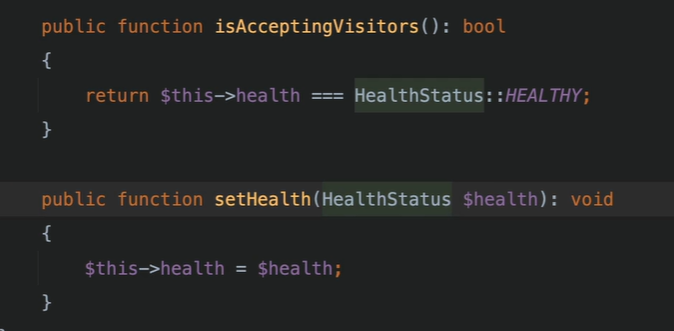 public function isAcceptingVisitors(): bool
{
return $this->health === HealthStatus::HEALTHY;
}
public function setHealth(HealthStatus $health): void
{
$this->health = $health;
}